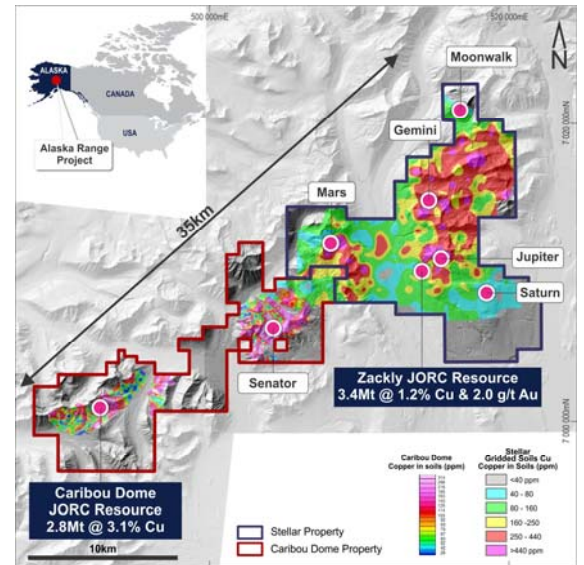 500 000mE
520 000mE
N
ALASKA
CANADA
USA
Alaska Range
Project
Moonwalk
Gemini
7 020 000mN
35km
Mars
Jupiter
Saturn
Senator
Zackly JORC Resource
3.4Mt @ 1.2% Cu & 2.0 g/t Au
7 000 000mN
Caribou Dome
JORC Resource
2.8Mt @ 3.1% Cu
10km
Stellar Property
Caribou Dome Property
Caribou Dome
Copper in soils (ppm)
Stellar
Gridded Soils Cu
Copper in Soils (ppm)
<40 ppm
40 - 80
80 - 160
160 -250
250 - 440
>440 ppm